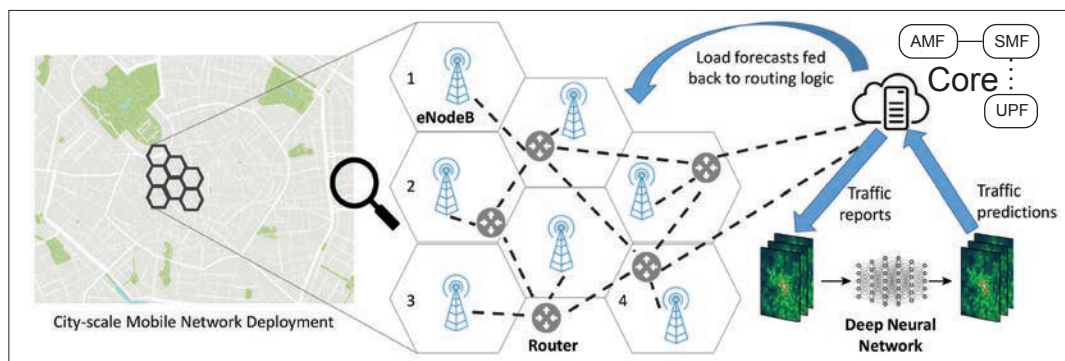 City-scale Mobile Network Deployment
1
eNodeB
2
3
4
Router
Load forecasts fed
back to routing logic
AMF
SMF
Core
UPF
Traffic
reports
Traffic
predictions
Deep Neural
Network